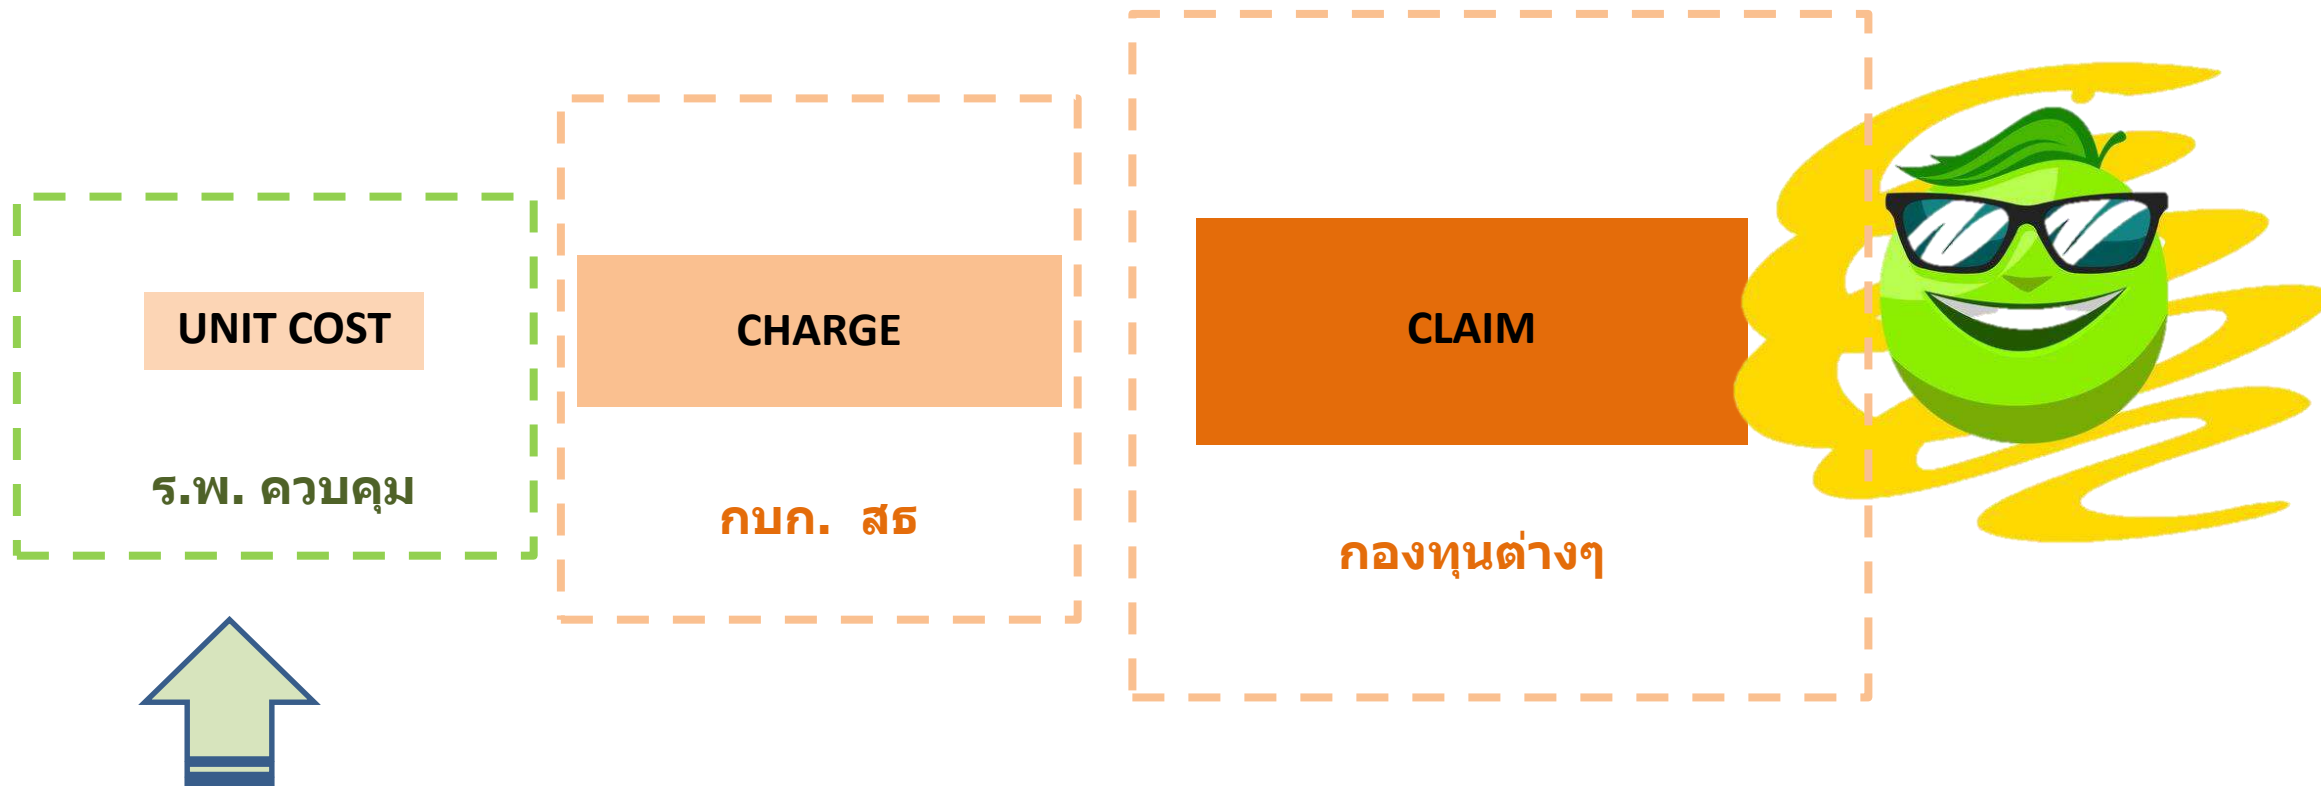 UNIT COST
ร.พ. ควบคุม
CHARGE
กบก.  สธ
CLAIM
กองทุนต่างๆ